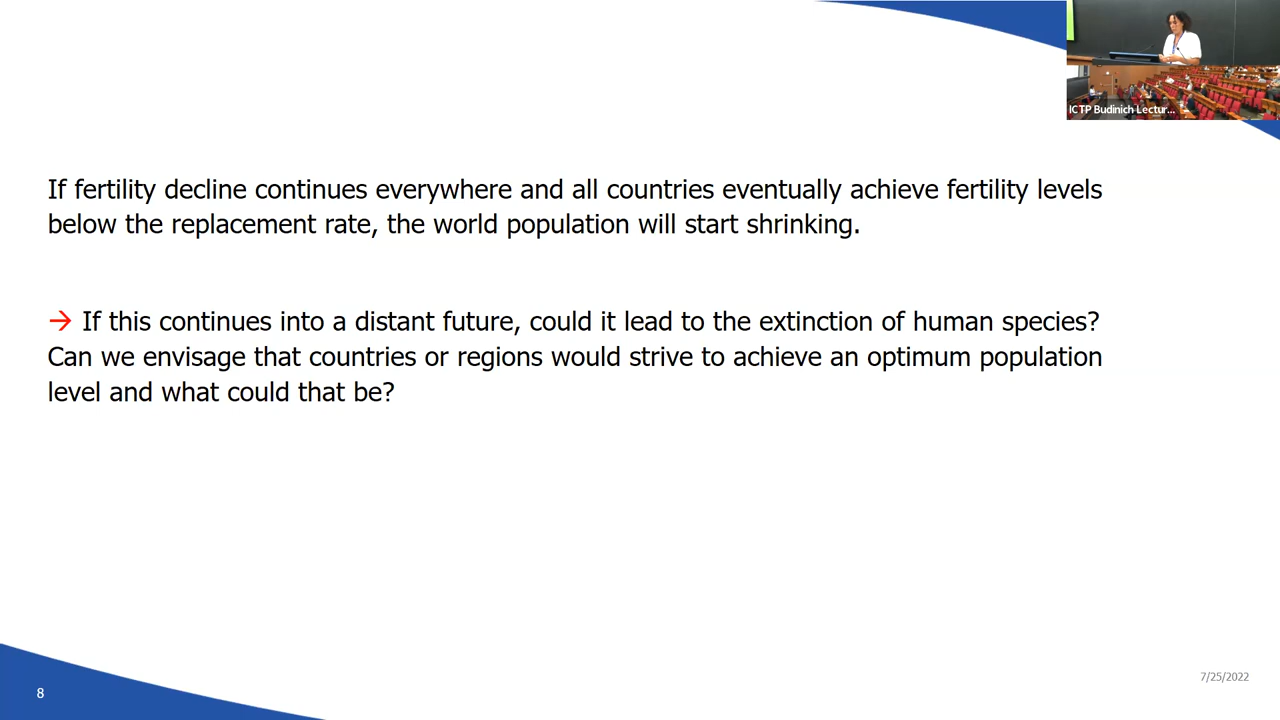 ICTP Budinich Lectur...
If fertility decline continues everywhere and all countries eventually achieve fertility levels
below the replacement rate, the world population will start shrinking.
→ If this continues into a distant future, could it lead to the extinction of human species?
Can we envisage that countries or regions would strive to achieve an optimum population
level and what could that be?
7/25/2022
8